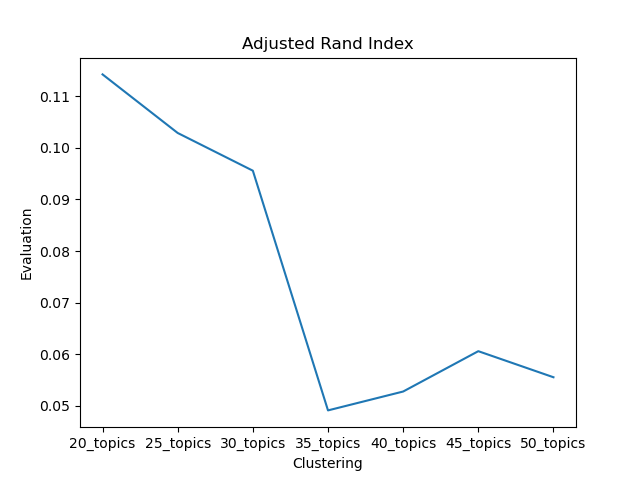 Adjusted Rand Index
Evaluation
0.11
0.10
0.09
0.08
0.07
0.06
0.05
20_topics 25_topics 30_topics 35_topics 40_topics 45_topics 50_topics
Clustering